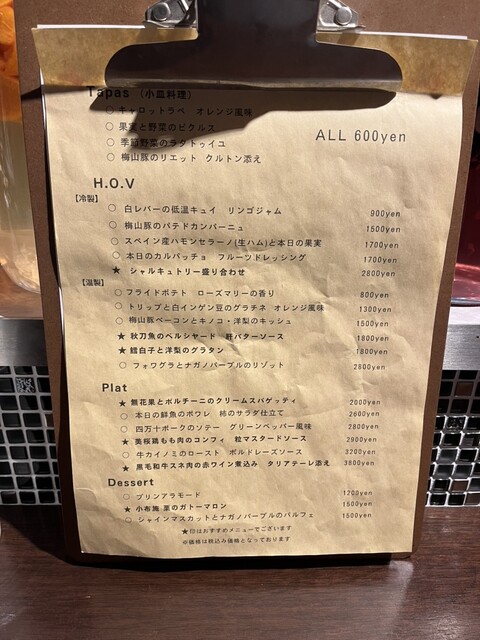 Tapas（小皿料理）
○ キャロットラペ オレンジ風味
○ 果実と野菜のピクルス
○ 季節野菜のラタトゥイユ
ALL 600yen
○ 梅山豚のリエット クルトン添え
H.O.V
【冷製】
○ 白レバーの低温キュイ リンゴジャム 900yen
○ 梅山豚のパテドカンパーニュ 1500yen
○ スペイン産ハモンセラーノ(生ハム)と本日の果実 1700yen
○ 本日のカルパッチョ フルーツドレッシング 1700yen
★ シャルキュトリー盛り合わせ 2800yen
【温製】
○ フライドポテト ローズマリーの香り 800yen
○ トリップと白インゲン豆のグラチネ オレンジ風味 1300yen
○ 梅山豚ベーコンとキノコ・洋梨のキッシュ 1500yen
★ 秋刀魚のペルシャード 肝バターソース 1800yen
★ 鱈白子と洋梨のグラタン 1800yen
○ フォワグラとナガノパープルのリゾット 2800yen
Plat
★ 無花果とポルチーニのクリームスパゲッティ 2000yen
○ 本日の鮮魚のポワレ 柿のサラダ仕立て 2600yen
○ 四万十ポークのソテー グリーンペッパー風味 2800yen
★ 美桜鶏もも肉のコンフィ 粒マスタードソース 2900yen
○ 牛カイノミのロースト ボルドレーズソース 3200yen
★ 黒毛和牛スネ肉の赤ワイン煮込み タリアテーレ添え 3800yen
Dessert
○ プリンアラモード 1200yen
★ 小布施 栗のガトーマロン 1500yen
○ シャインマスカットとナガノパープルのパルフェ 1500yen
★印はおすすめメニューでございます
※価格は税込み価格となっております